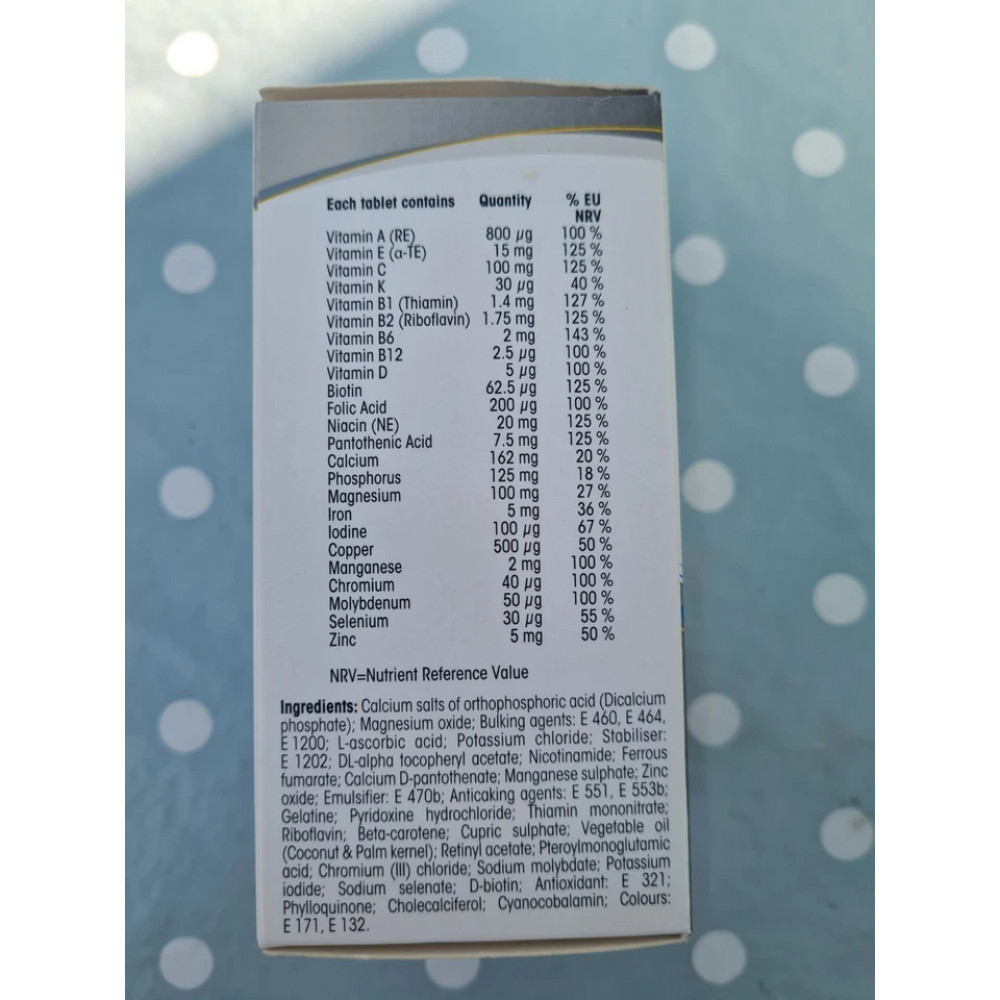 Each tablet contains Quantity % EU
NRV
Vitamin A (RE) 800 µg 100 %
Vitamin E (α-TE) 15 mg 125 %
Vitamin C 100 mg 125 %
Vitamin K 30 µg 40 %
Vitamin B1 (Thiamin) 1.4 mg 127 %
Vitamin B2 (Riboflavin) 1.75 mg 125 %
Vitamin B6 2 mg 143 %
Vitamin B12 2.5 µg 100 %
Vitamin D 5 µg 100 %
Biotin 62.5 µg 125 %
Folic Acid 200 µg 100 %
Niacin (NE) 20 mg 125 %
Pantothenic Acid 7.5 mg 125 %
Calcium 162 mg 20 %
Phosphorus 125 mg 18 %
Magnesium 100 mg 27 %
Iron 5 mg 36 %
Iodine 100 µg 67 %
Copper 500 µg 50 %
Manganese 2 mg 100 %
Chromium 40 µg 100 %
Molybdenum 50 µg 100 %
Selenium 30 µg 55 %
Zinc 5 mg 50 %
NRV=Nutrient Reference Value
Ingredients: Calcium salts of orthophosphoric acid (Dicalcium
phosphate); Magnesium oxide; Bulking agents: E 460, E 464,
E 1200; L-ascorbic acid; Potassium chloride; Stabiliser:
E 1202; DL-alpha tocopheryl acetate; Nicotinamide; Ferrous
fumarate; Calcium D-pantothenate; Manganese sulphate; Zinc
oxide; Emulsifier: E 470b; Anticaking agents: E 551, E 553b;
Gelatine; Pyridoxine hydrochloride; Thiamin mononitrate;
Riboflavin; Beta-carotene; Cupric sulphate; Vegetable oil
(Coconut & Palm kernel); Retinyl acetate; Pteroylmonoglutamic
acid; Chromium (III) chloride; Sodium molybdate; Potassium
iodide; Sodium selenate; D-biotin; Antioxidant: E 321;
Phylloquinone; Cholecalciferol; Cyanocobalamin; Colours:
E 171, E 132.